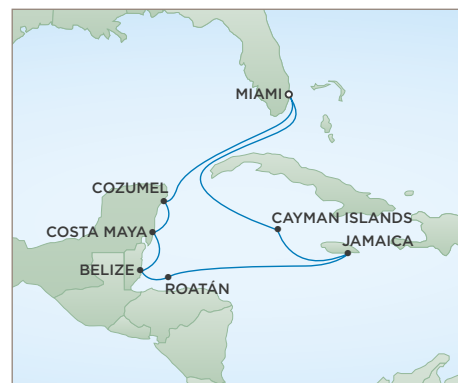 MIAMI
COZUMEL
COSTA MAYA
CAYMAN ISLANDS
JAMAICA
BELIZE
ROATÁN